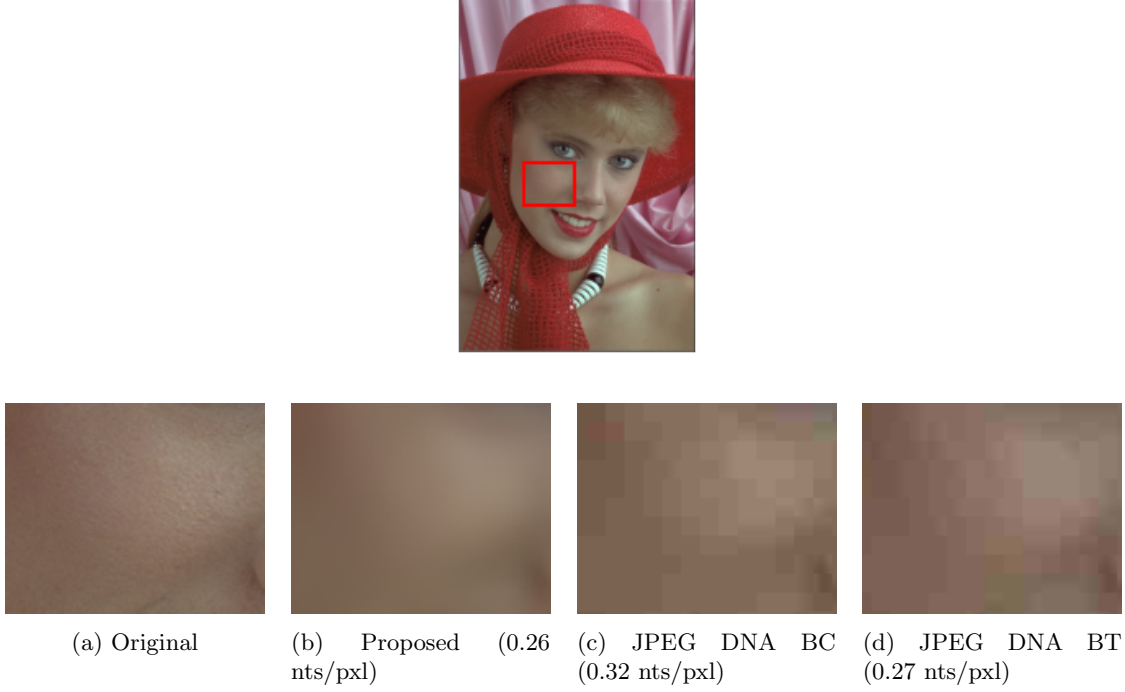 (a) Original
(b) Proposed (0.26
nts/pxl)
(c) JPEG DNA BC
(0.32 nts/pxl)
(d) JPEG DNA BT
(0.27 nts/pxl)